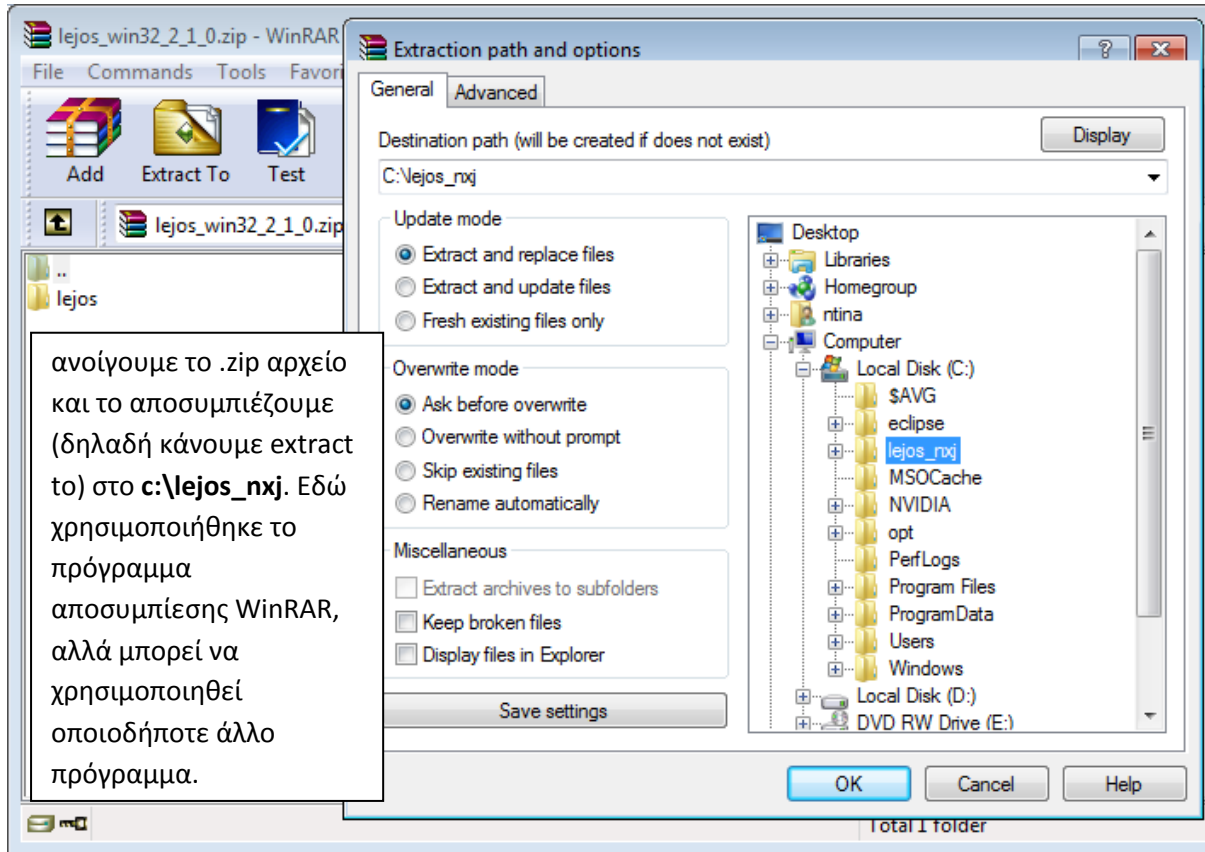 lejos_win32_2_1_0.zip - WinRAR
File Commands Tools Favori
Add Extract To Test
lejos_win32_2_1_0.zip
..
lejos
ανοίγουμε το .zip αρχείο
και το αποσυμπιέζουμε
(δηλαδή κάνουμε extract
to) στο c:\lejos_nxj. Εδώ
χρησιμοποιήθηκε το
πρόγραμμα
αποσυμπίεσης WinRAR,
αλλά μπορεί να
χρησιμοποιηθεί
οποιοδήποτε άλλο
πρόγραμμα.
Extraction path and options
General Advanced
Destination path (will be created if does not exist)
Display
C:\lejos_nxj
Update mode
Extract and replace files
Extract and update files
Fresh existing files only
Overwrite mode
Ask before overwrite
Overwrite without prompt
Skip existing files
Rename automatically
Miscellaneous
Extract archives to subfolders
Keep broken files
Display files in Explorer
Save settings
Desktop
Libraries
Homegroup
ntina
Computer
Local Disk (C:)
$AVG
eclipse
lejos_nxj
MSOCache
NVIDIA
opt
PerfLogs
Program Files
ProgramData
Users
Windows
Local Disk (D:)
DVD RW Drive (E:)
OK Cancel Help
Total 1 folder